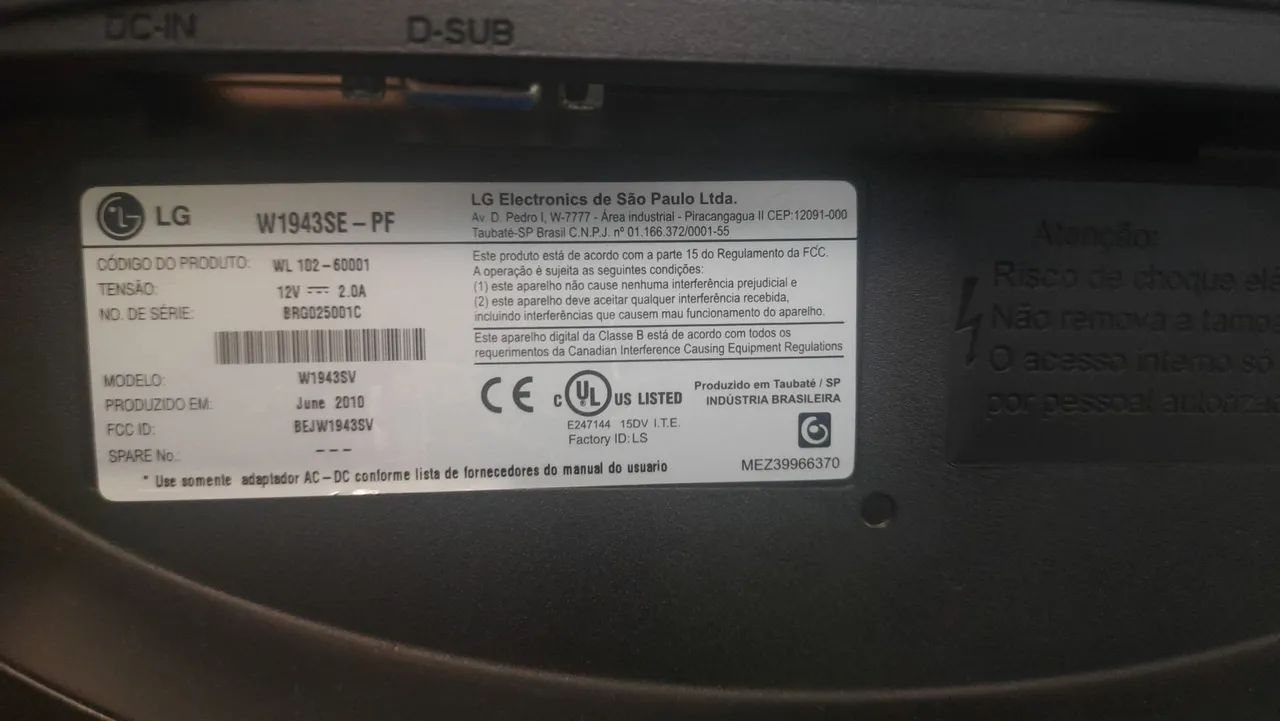 DC-IN D-SUB
LG W1943SE-PF
CÓDIGO DO PRODUTO: WL 102-60001
TENSÃO: 12V 2.0A
NO. DE SÉRIE: BRGD25001C
MODELO: W1943SV
PRODUZIDO EM: June 2010
FCC ID: BEJW1943SV
SPARE No.: ---
* Use somente adaptador AC-DC conforme lista de fornecedores do manual do usuario
LG Electronics de São Paulo Ltda.
Av. D. Pedro I, W-7777 - Área industrial - Piracangagua II CEP:12091-000
Taubaté-SP Brasil C.N.P.J. nº 01.166.372/0001-55
Este produto está de acordo com a parte 15 do Regulamento da FCC.
A operação é sujeita as seguintes condições:
(1) este aparelho não cause nenhuma interferência prejudicial e
(2) este aparelho deve aceitar qualquer interferência recebida,
incluindo interferências que causem mau funcionamento do aparelho.
Este aparelho digital da Classe B está de acordo com todos os
requerimentos da Canadian Interference Causing Equipment Regulations
CE C UL US LISTED
E247144 15DV I.T.E.
Factory ID:LS
Produzido em Taubaté / SP
INDÚSTRIA BRASILEIRA
MEZ39966370
Atenção:
Risco de choque elé
Não remova a tampa
O acesso interno só
por pessoal autoriza